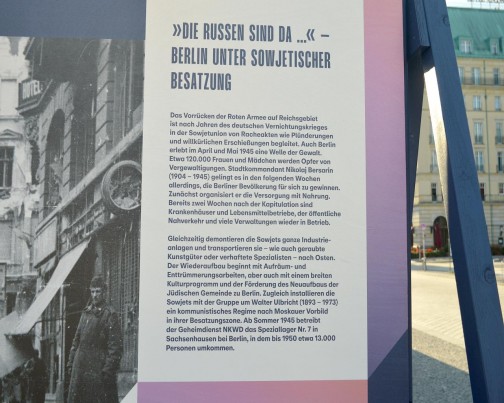 »DIE RUSSEN SIND DA ...« –
BERLIN UNTER SOWJETISCHER
BESATZUNG
Das Vorrücken der Roten Armee auf Reichsgebiet
ist nach Jahren des deutschen Vernichtungskrieges
in der Sowjetunion von Racheakten wie Plünderungen
und willkürlichen Erschießungen begleitet. Auch Berlin
erlebt im April und Mai 1945 eine Welle der Gewalt.
Etwa 120.000 Frauen und Mädchen werden Opfer von
Vergewaltigungen. Stadtkommandant Nikolaj Bersarin
(1904 – 1945) gelingt es in den folgenden Wochen
allerdings, die Berliner Bevölkerung für sich zu gewinnen.
Zunächst organisiert er die Versorgung mit Nahrung.
Bereits zwei Wochen nach der Kapitulation sind
Krankenhäuser und Lebensmittelbetriebe, der öffentliche
Nahverkehr und viele Verwaltungen wieder in Betrieb.
Gleichzeitig demontieren die Sowjets ganze Industrie-
anlagen und transportieren sie – wie auch geraubte
Kunstgüter oder verhaftete Spezialisten – nach Osten.
Der Wiederaufbau beginnt mit Aufräum- und
Enttrümmerungsarbeiten, aber auch mit einem breiten
Kulturprogramm und der Förderung des Neuaufbaus der
Jüdischen Gemeinde zu Berlin. Zugleich installieren die
Sowjets mit der Gruppe um Walter Ulbricht (1893 – 1973)
ein kommunistisches Regime nach Moskauer Vorbild
in ihrer Besatzungszone. Ab Sommer 1945 betreibt
der Geheimdienst NKWD das Speziallager Nr. 7 in
Sachsenhausen bei Berlin, in dem bis 1950 etwa 13.000
Personen umkommen.
HOTEL